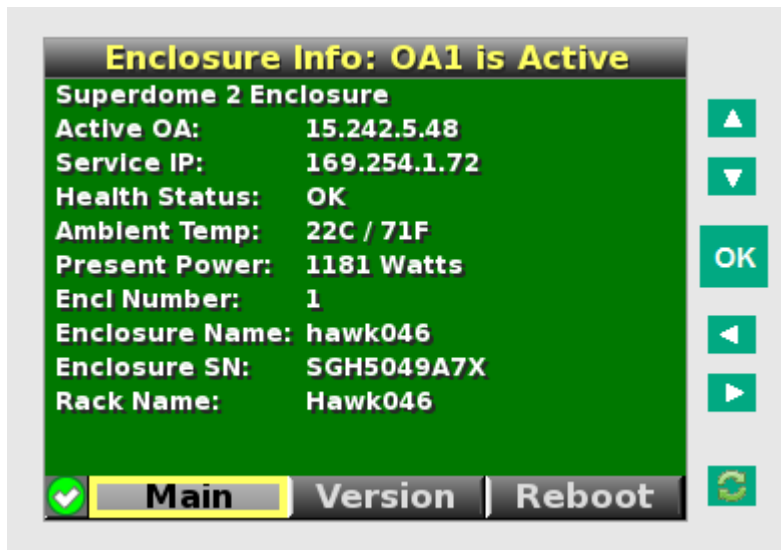 Enclosure Info: OA1 is Active
Superdome 2 Enclosure
Active OA: 15.242.5.48
Service IP: 169.254.1.72
Health Status: OK
Ambient Temp: 22C / 71F
Present Power: 1181 Watts
Encl Number: 1
Enclosure Name: hawk046
Enclosure SN: SGH5049A7X
Rack Name: Hawk046
Main Version Reboot
OK